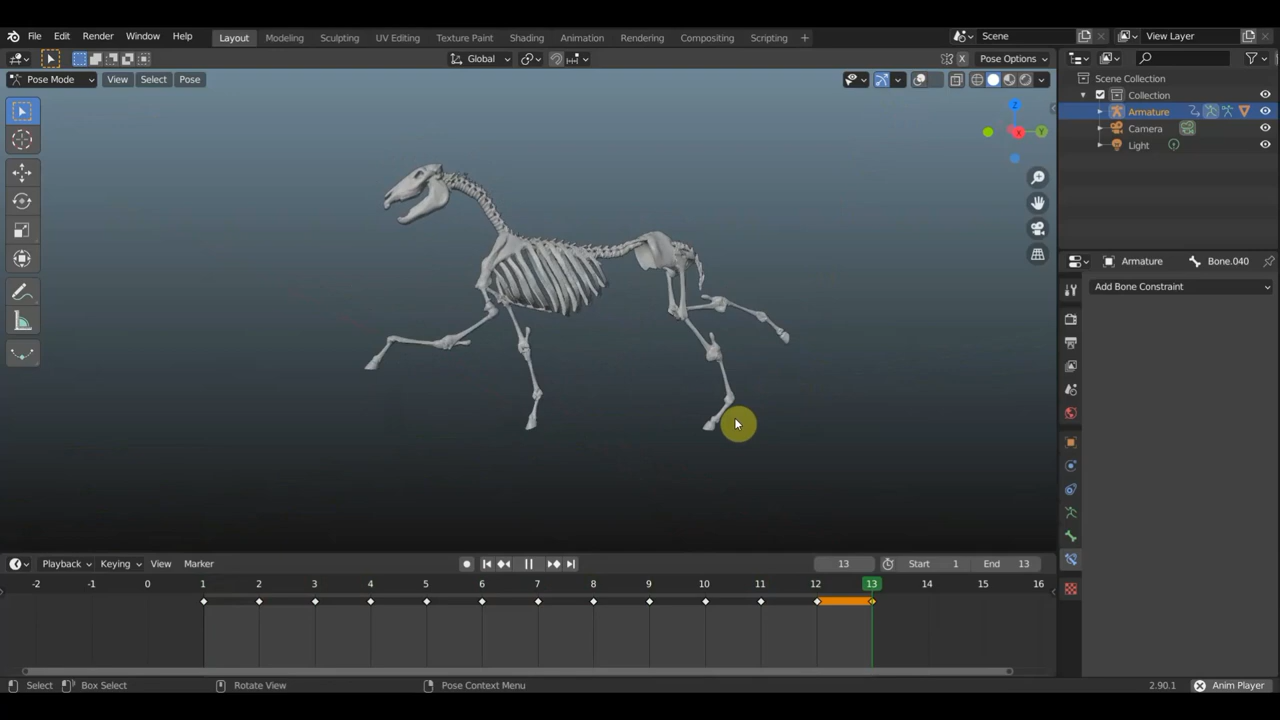 File Edit Render Window Help Layout Modeling Sculpting UV Editing Texture Paint Shading Animation Rendering Compositing Scripting + Scene View Layer
Global X Pose Options
Pose Mode View Select Pose
Scene Collection
Collection
Armature
Camera
Light
Z
X
Y
Armature Bone.040
Add Bone Constraint
Playback Keying View Marker 13 Start 1 End 13
-2 -1 0 1 2 3 4 5 6 7 8 9 10 11 12 13 14 15 16
Select Box Select Rotate View Pose Context Menu 2.90.1 Anim Player